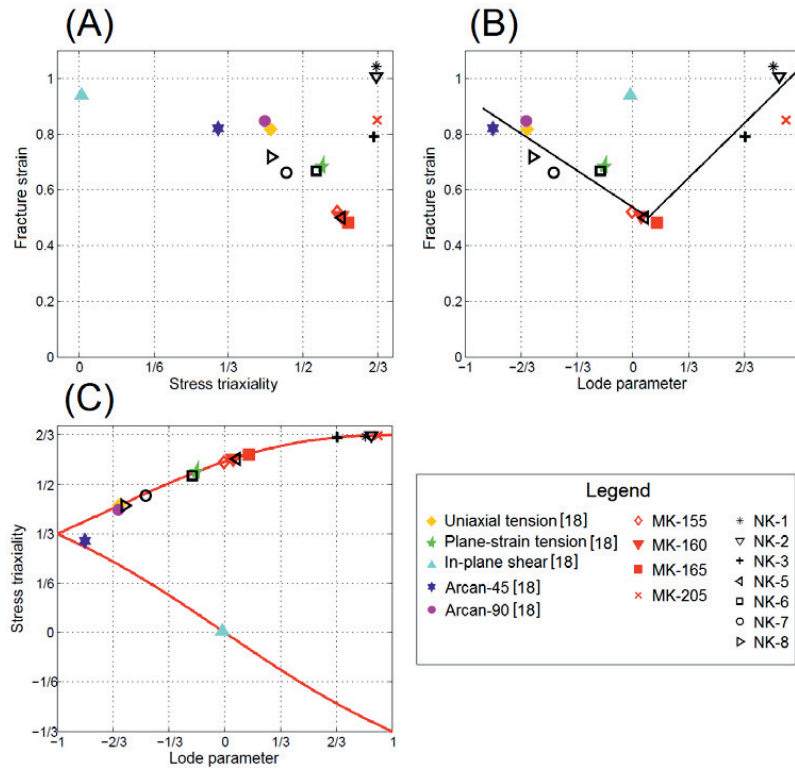 (A)
Fracture strain
1
0.8
0.6
0.4
0.2
0
0 1/6 1/3 1/2 2/3
Stress triaxiality
(B)
Fracture strain
1
0.8
0.6
0.4
0.2
0
−1 −2/3 −1/3 0 1/3 2/3
Lode parameter
(C)
Stress triaxiality
2/3
1/2
1/3
1/6
0
−1/6
−1/3
−1 −2/3 −1/3 0 1/3 2/3 1
Lode parameter
Legend
Uniaxial tension [18]
Plane-strain tension [18]
In-plane shear [18]
Arcan-45 [18]
Arcan-90 [18]
MK-155
MK-160
MK-165
MK-205
NK-1
NK-2
NK-3
NK-5
NK-6
NK-7
NK-8